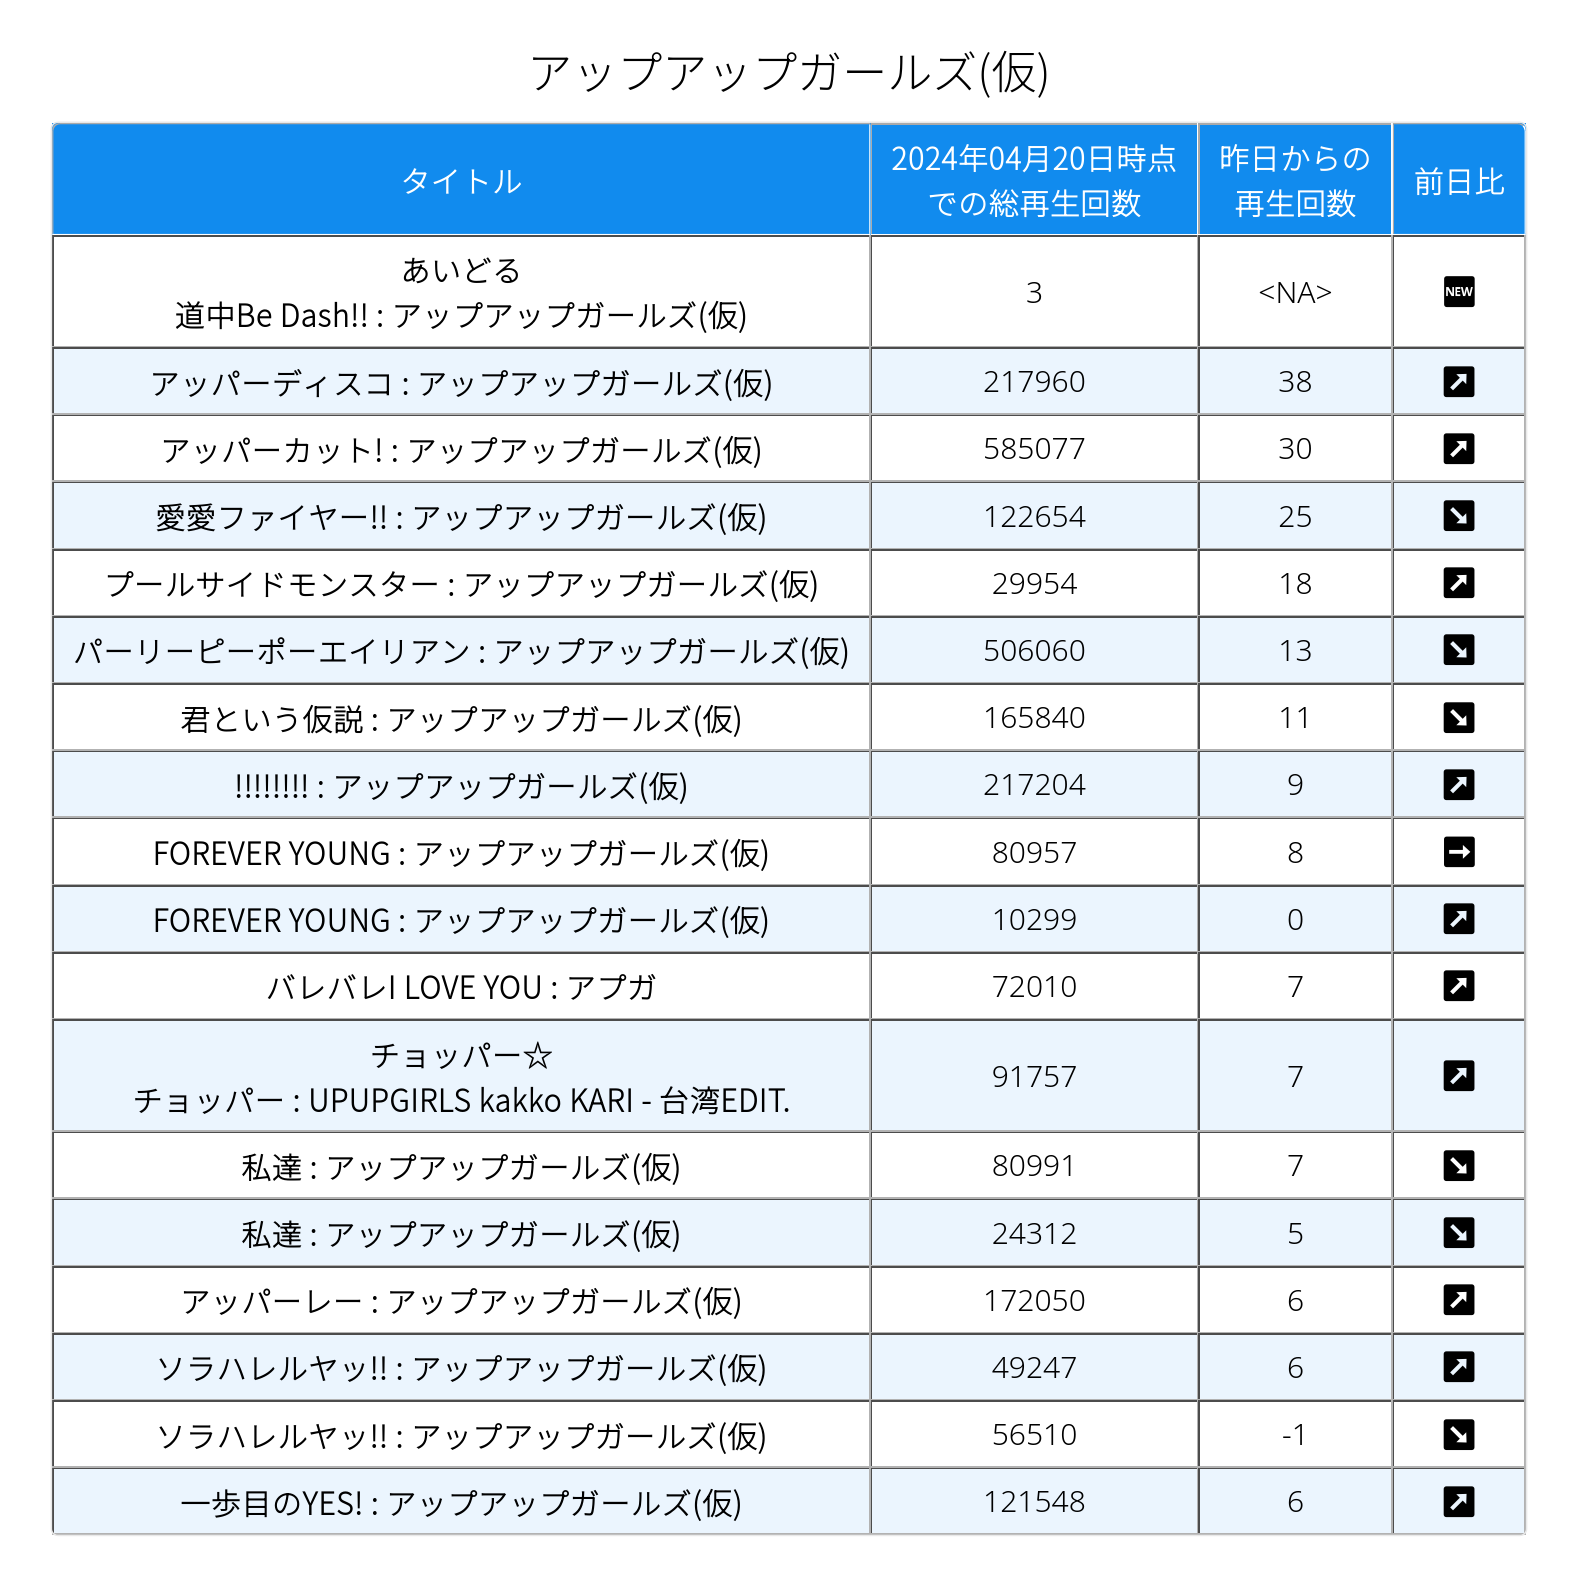 アップアップガールズ(仮)
タイトル
2024年04月20日時点
での総再生回数
昨日からの
再生回数
前日比
あいどる
道中Be Dash!! : アップアップガールズ(仮)
3
<NA>
NEW
アッパーディスコ : アップアップガールズ(仮)
217960
38
アッパーカット! : アップアップガールズ(仮)
585077
30
愛愛ファイヤー!! : アップアップガールズ(仮)
122654
25
プールサイドモンスター : アップアップガールズ(仮)
29954
18
パーリーピーポーエイリアン : アップアップガールズ(仮)
506060
13
君という仮説 : アップアップガールズ(仮)
165840
11
!!!!!!!! : アップアップガールズ(仮)
217204
9
FOREVER YOUNG : アップアップガールズ(仮)
80957
8
FOREVER YOUNG : アップアップガールズ(仮)
10299
0
バレバレI LOVE YOU : アプガ
72010
7
チョッパー☆
チョッパー : UPUPGIRLS kakko KARI - 台湾EDIT.
91757
7
私達 : アップアップガールズ(仮)
80991
7
私達 : アップアップガールズ(仮)
24312
5
アッパーレー : アップアップガールズ(仮)
172050
6
ソラハレルヤッ!! : アップアップガールズ(仮)
49247
6
ソラハレルヤッ!! : アップアップガールズ(仮)
56510
-1
一歩目のYES! : アップアップガールズ(仮)
121548
6